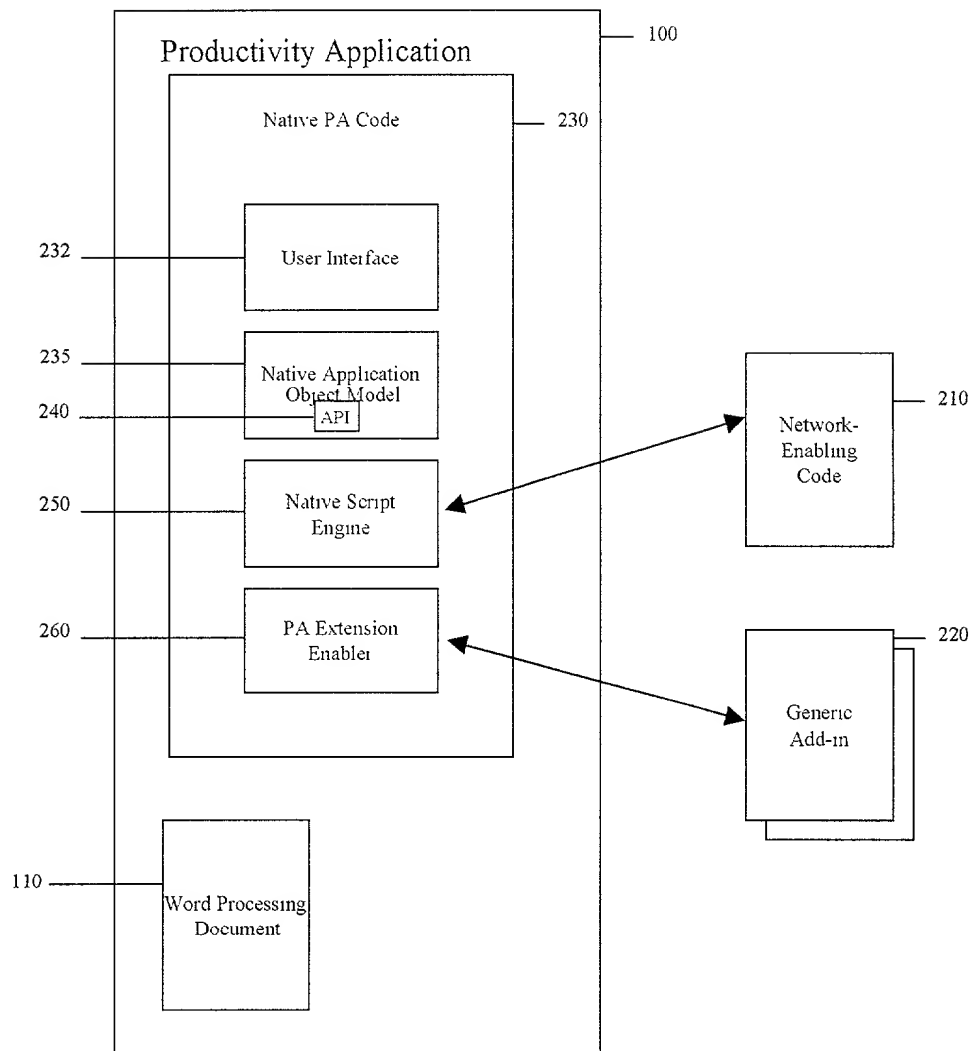 100
Productivity Application
Native PA Code
230
232
User Interface
235
Native Application
Object Model
240
API
210
Network-
Enabling
Code
250
Native Script
Engine
260
PA Extension
Enabler
220
Generic
Add-in
110
Word Processing
Document